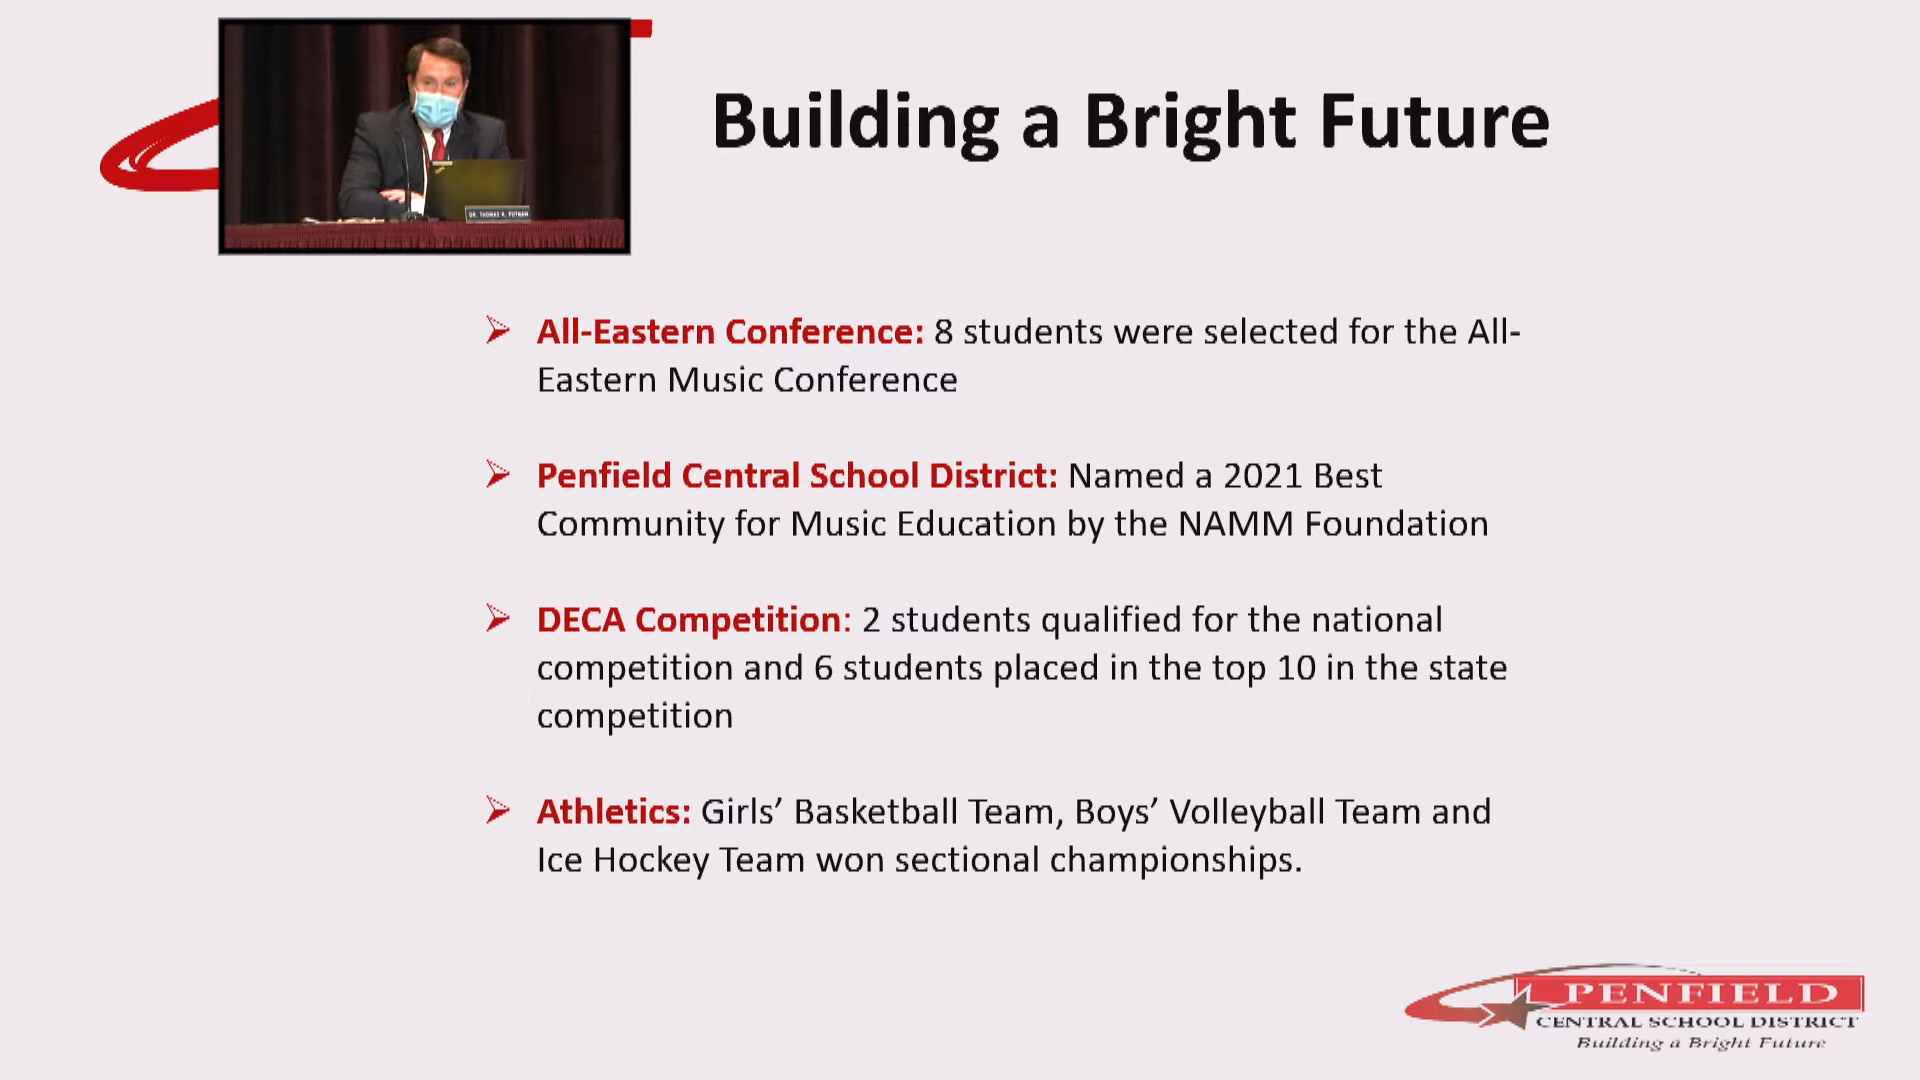 Building a Bright Future
DR. THOMAS K. PUTNAM
All-Eastern Conference: 8 students were selected for the All-
Eastern Music Conference
Penfield Central School District: Named a 2021 Best
Community for Music Education by the NAMM Foundation
DECA Competition: 2 students qualified for the national
competition and 6 students placed in the top 10 in the state
competition
Athletics: Girls’ Basketball Team, Boys’ Volleyball Team and
Ice Hockey Team won sectional championships.
PENFIELD
CENTRAL SCHOOL DISTRICT
Building a Bright Future